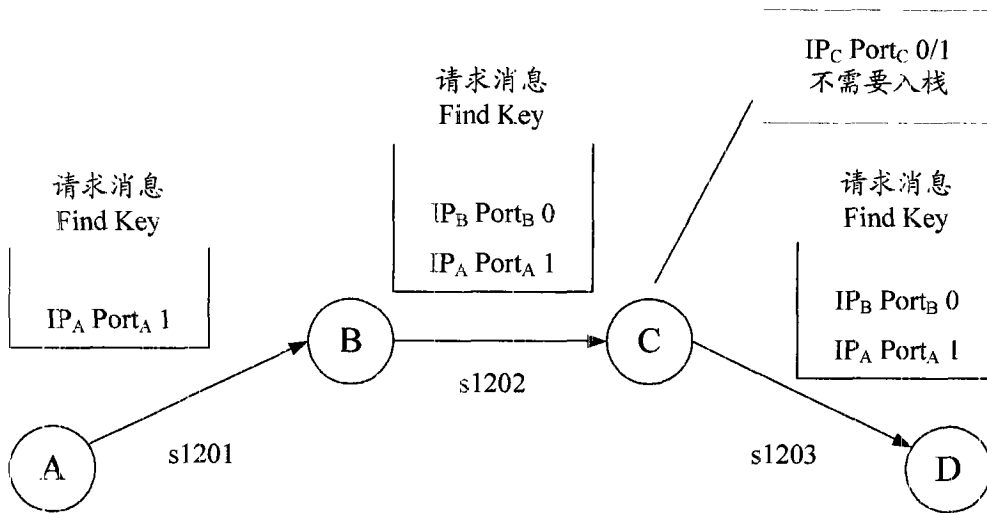 IPC PortC 0/1
不需要入栈
请求消息
Find Key
IPB PortB 0
IPA PortA 1
请求消息
Find Key
IPA PortA 1
请求消息
Find Key
IPB PortB 0
IPA PortA 1
B
C
s1202
A
s1201
s1203
D